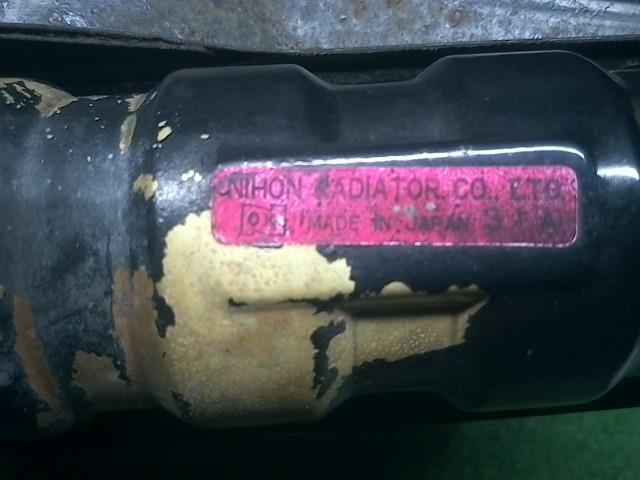 NIHON RADIATOR CO., LTD.
MADE IN JAPAN